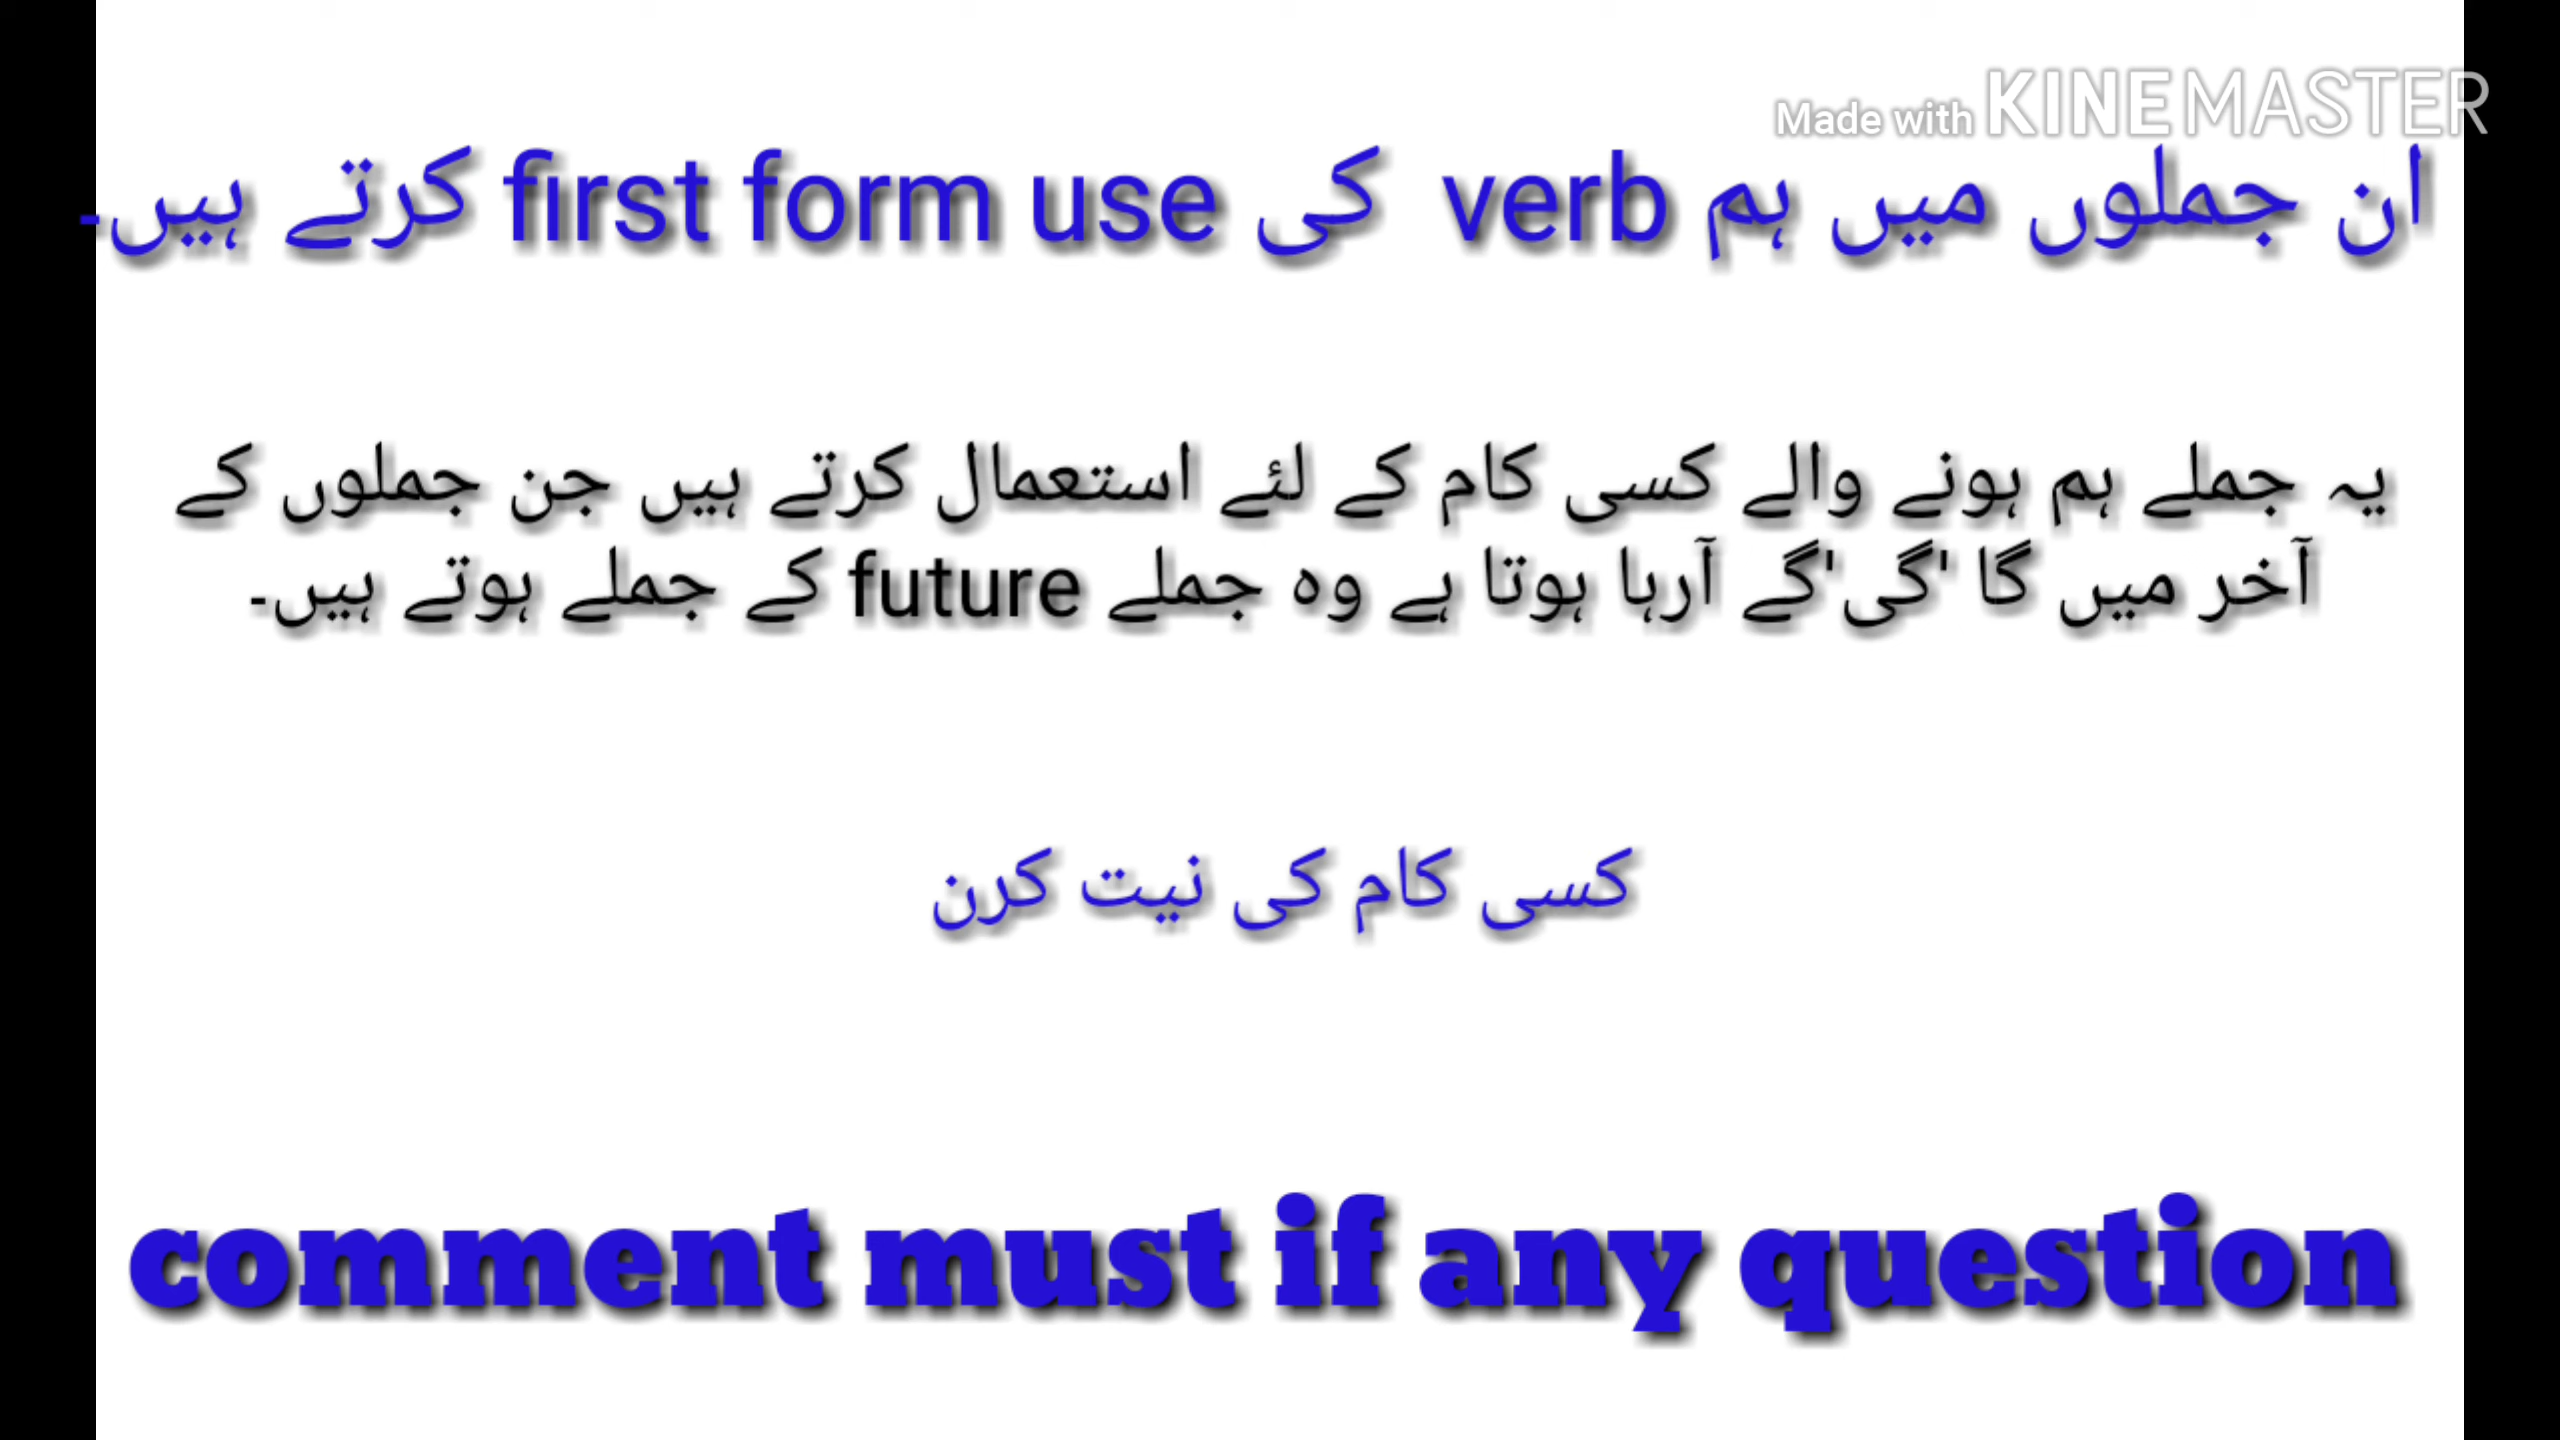 Made with KINEMASTER
ان جملوں میں ہم verb کی first form use کرتے ہیں۔
یہ جملے ہم ہونے والے کسی کام کے لئے استعمال کرتے ہیں جن جملوں کے
آخر میں گا 'گی'گے آرہا ہوتا ہے وہ جملے future کے جملے ہوتے ہیں۔
کسی کام کی نیت کرن
comment must if any question